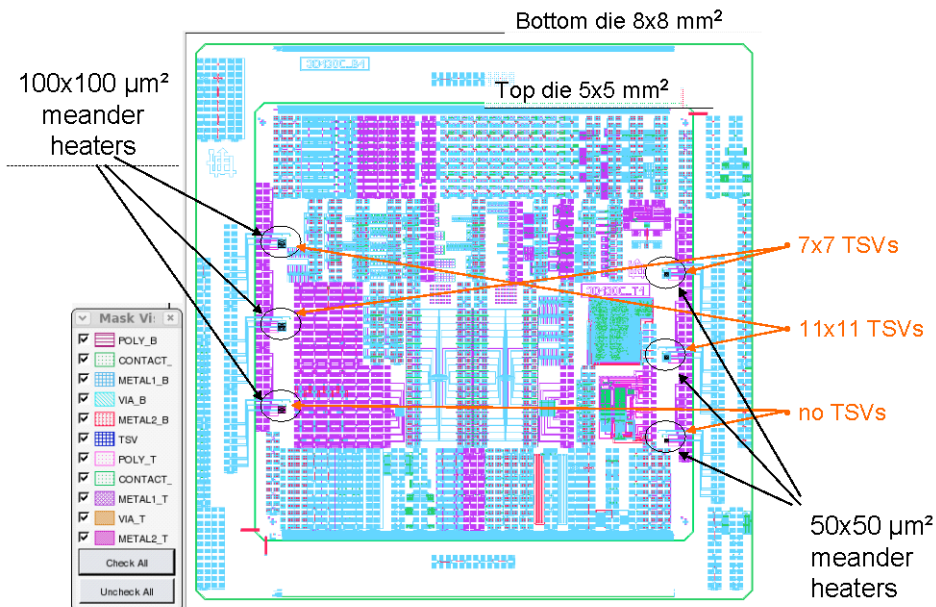 Bottom die 8x8 mm²
100x100 µm²
meander
heaters
Top die 5x5 mm²
7x7 TSVs
11x11 TSVs
no TSVs
50x50 µm²
meander
heaters
Mask Vis
POLY_B
CONTACT_
METAL1_B
VIA_B
METAL2_B
TSV
POLY_T
CONTACT_
METAL1_T
VIA_T
METAL2_T
Check All
Uncheck All